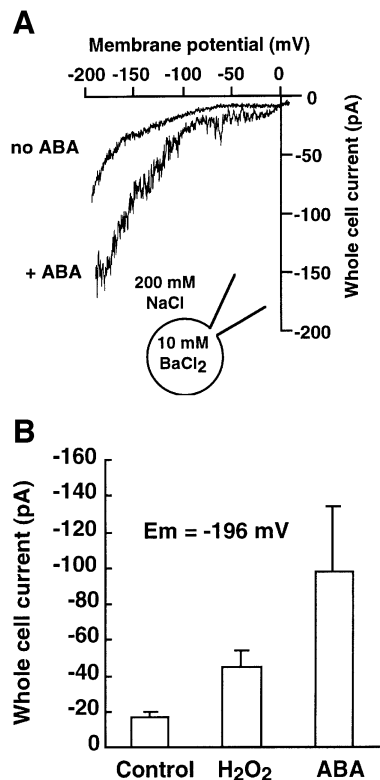 A
Membrane potential (mV)
-200 -150 -100 -50 0
0
no ABA
-50
-100
+ ABA
-150
-200
Whole cell current (pA)
200 mM
NaCl
10 mM
BaCl2
B
-160
-140
-120
-100
-80
-60
-40
-20
0
Whole cell current (pA)
Em = -196 mV
Control H2O2 ABA